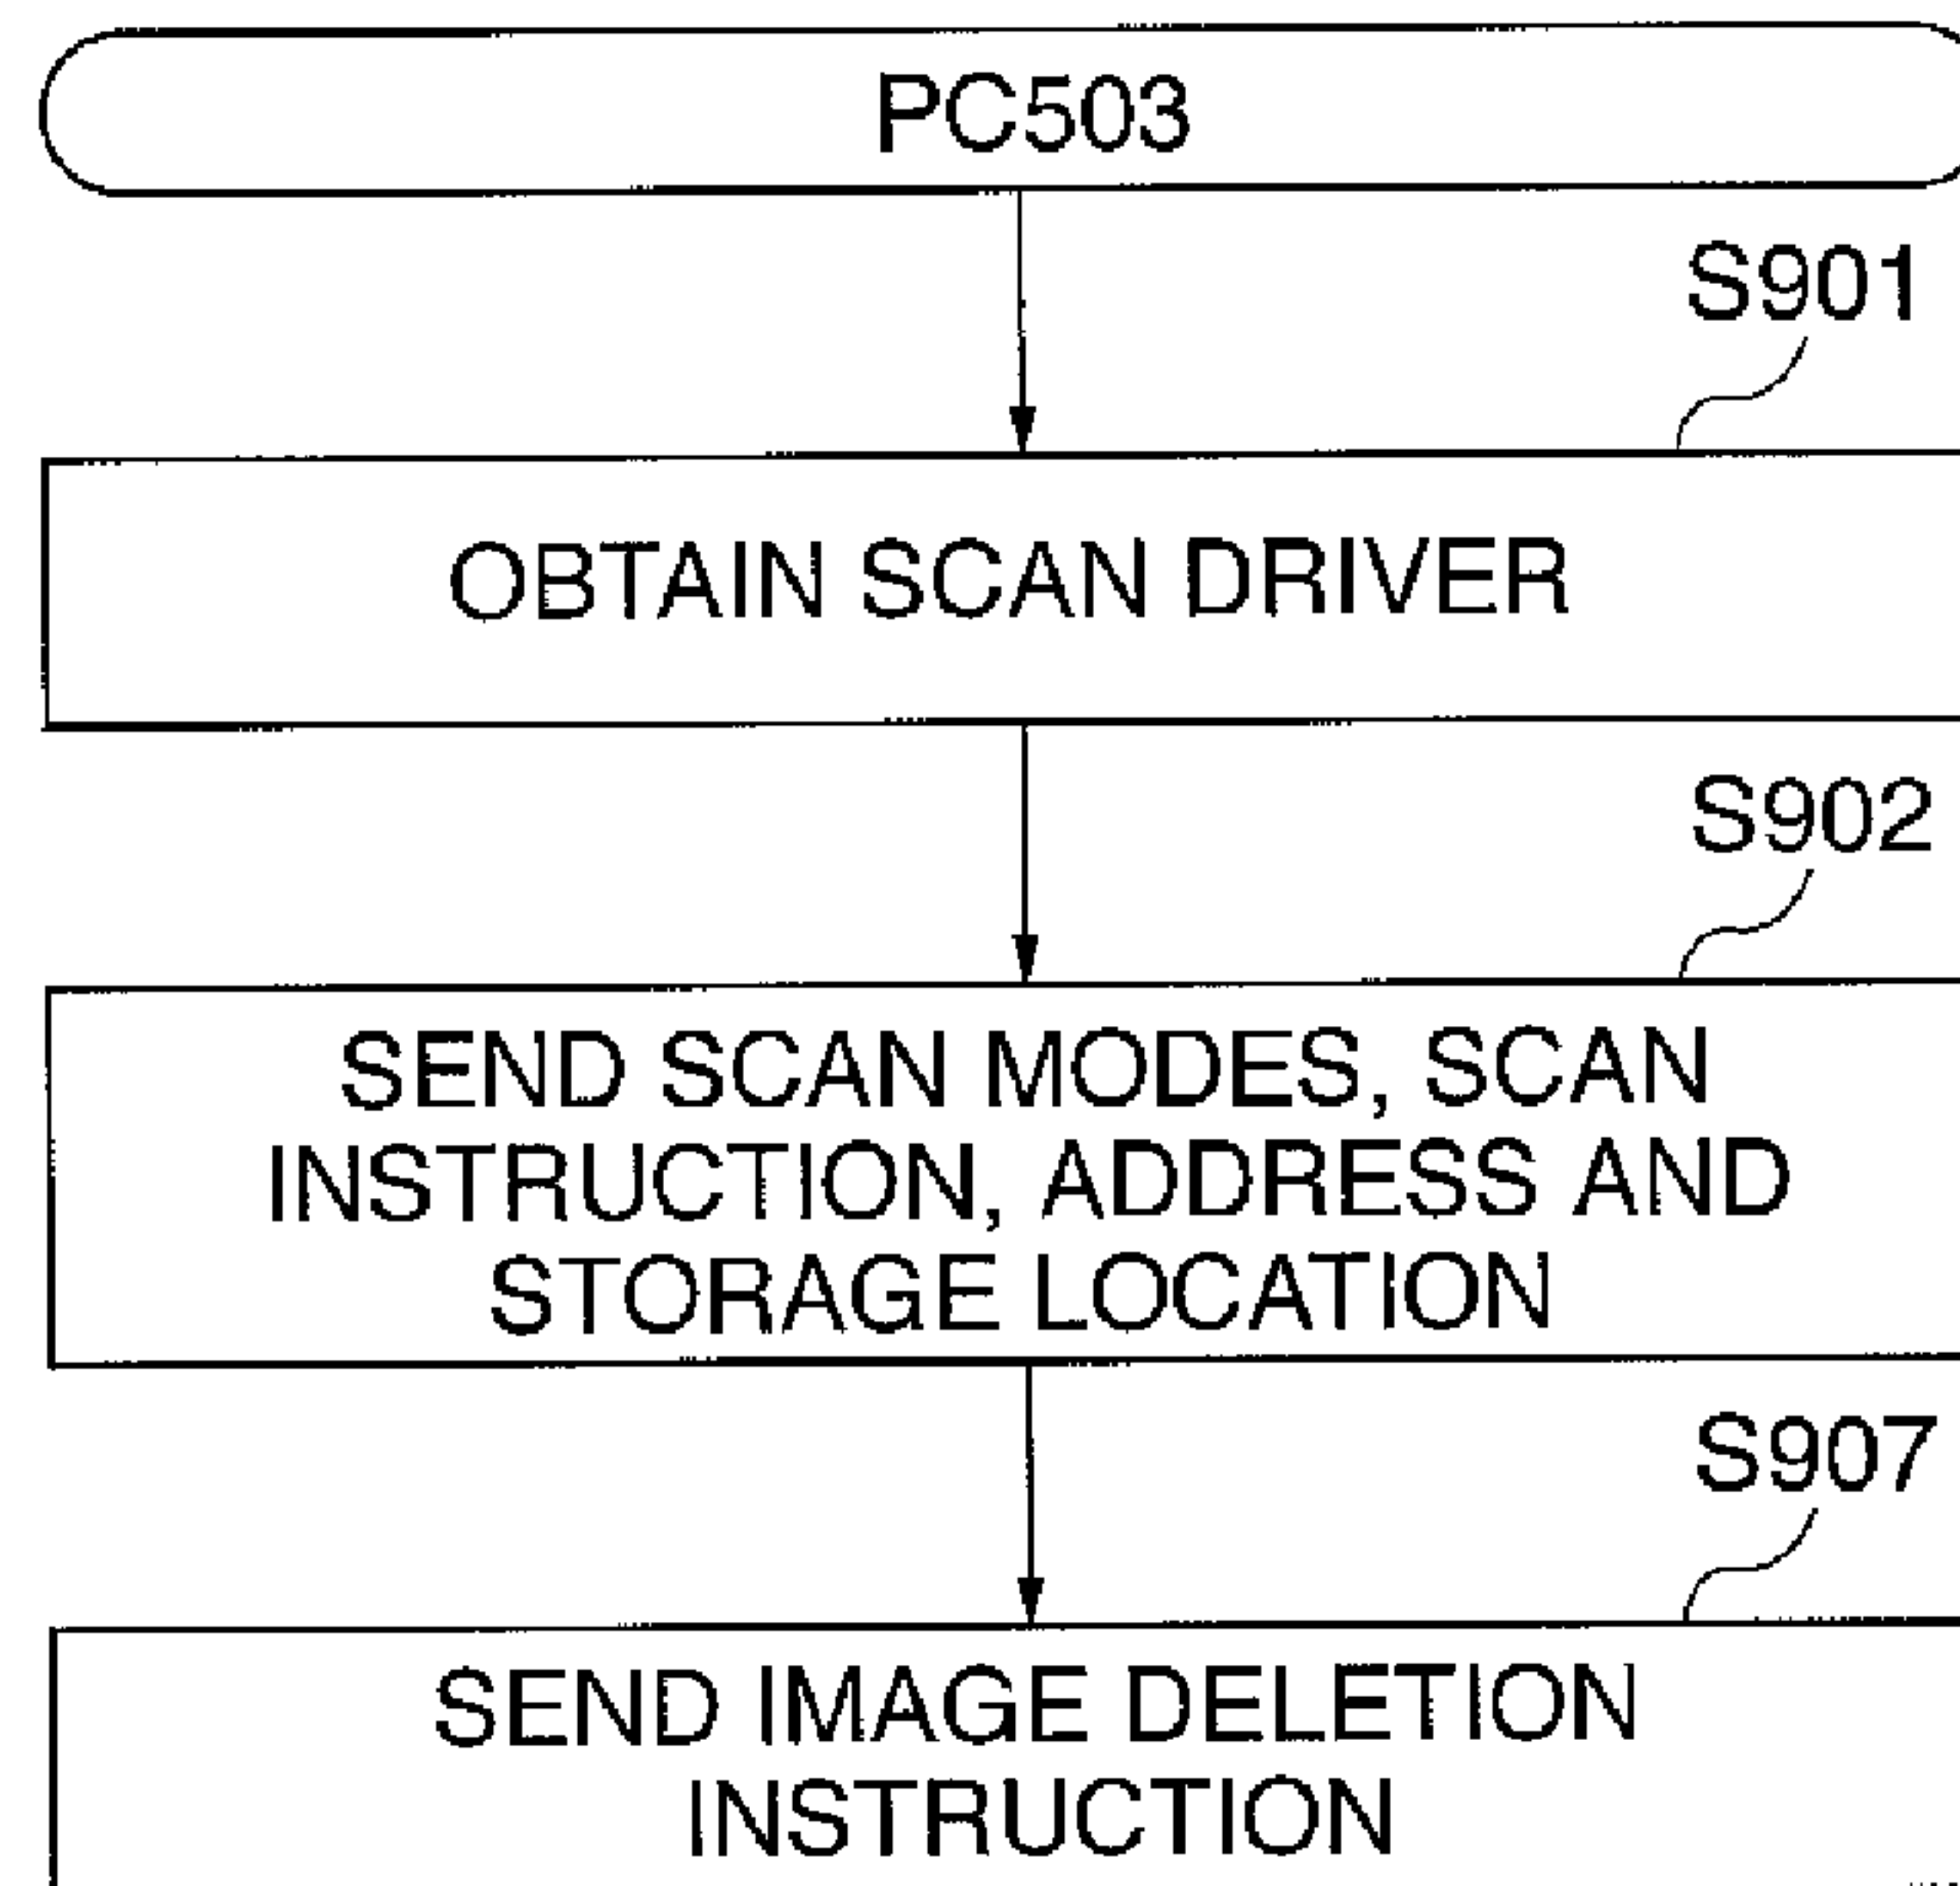 PC503
S901
OBTAIN SCAN DRIVER
S902
SEND SCAN MODES, SCAN
INSTRUCTION, ADDRESS AND
STORAGE LOCATION
S907
SEND IMAGE DELETION
INSTRUCTION